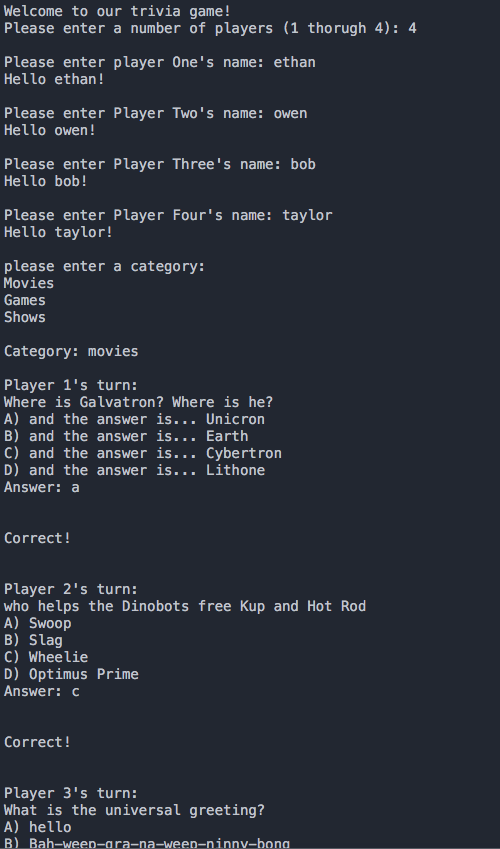 Welcome to our trivia game!
Please enter a number of players (1 thorugh 4): 4
Please enter player One's name: ethan
Hello ethan!
Please enter Player Two's name: owen
Hello owen!
Please enter Player Three's name: bob
Hello bob!
Please enter Player Four's name: taylor
Hello taylor!
please enter a category:
Movies
Games
Shows
Category: movies
Player 1's turn:
Where is Galvatron? Where is he?
A) and the answer is... Unicron
B) and the answer is... Earth
C) and the answer is... Cybertron
D) and the answer is... Lithone
Answer: a
Correct!
Player 2's turn:
who helps the Dinobots free Kup and Hot Rod
A) Swoop
B) Slag
C) Wheelie
D) Optimus Prime
Answer: c
Correct!
Player 3's turn:
What is the universal greeting?
A) hello
B) Bah-weep-gra-na-weep-ninny-bong